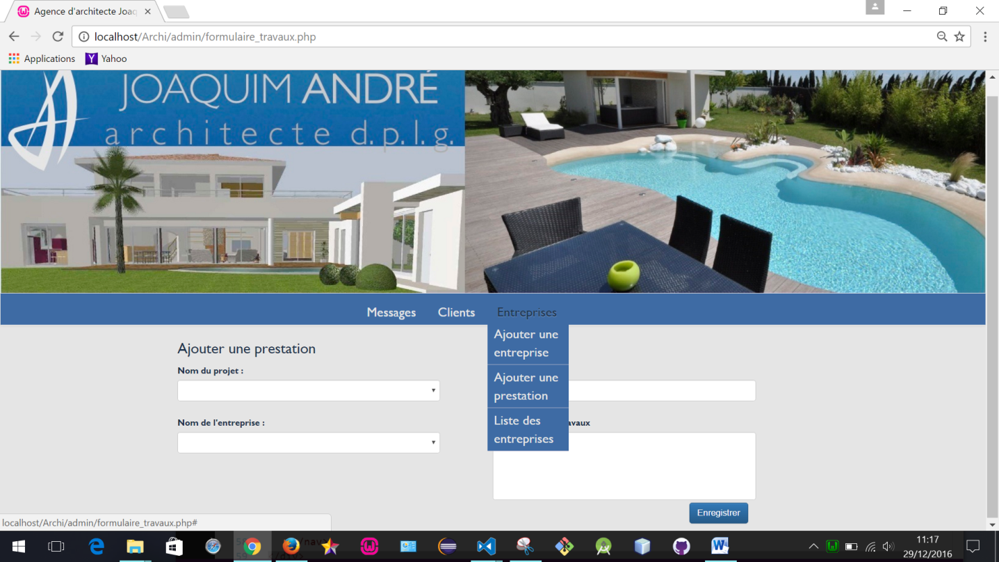 Agence d'architecte Joaq
localhost/Archi/admin/formulaire_travaux.php
Applications
Yahoo
JOAQUIM ANDRÉ
architecte d.p.l.g.
Messages
Clients
Entreprises
Ajouter une
entreprise
Ajouter une
prestation
Liste des
entreprises
Ajouter une prestation
Nom du projet :
Nom de l'entreprise :
avaux
Enregistrer
localhost/Archi/admin/formulaire_travaux.php#
11:17
29/12/2016